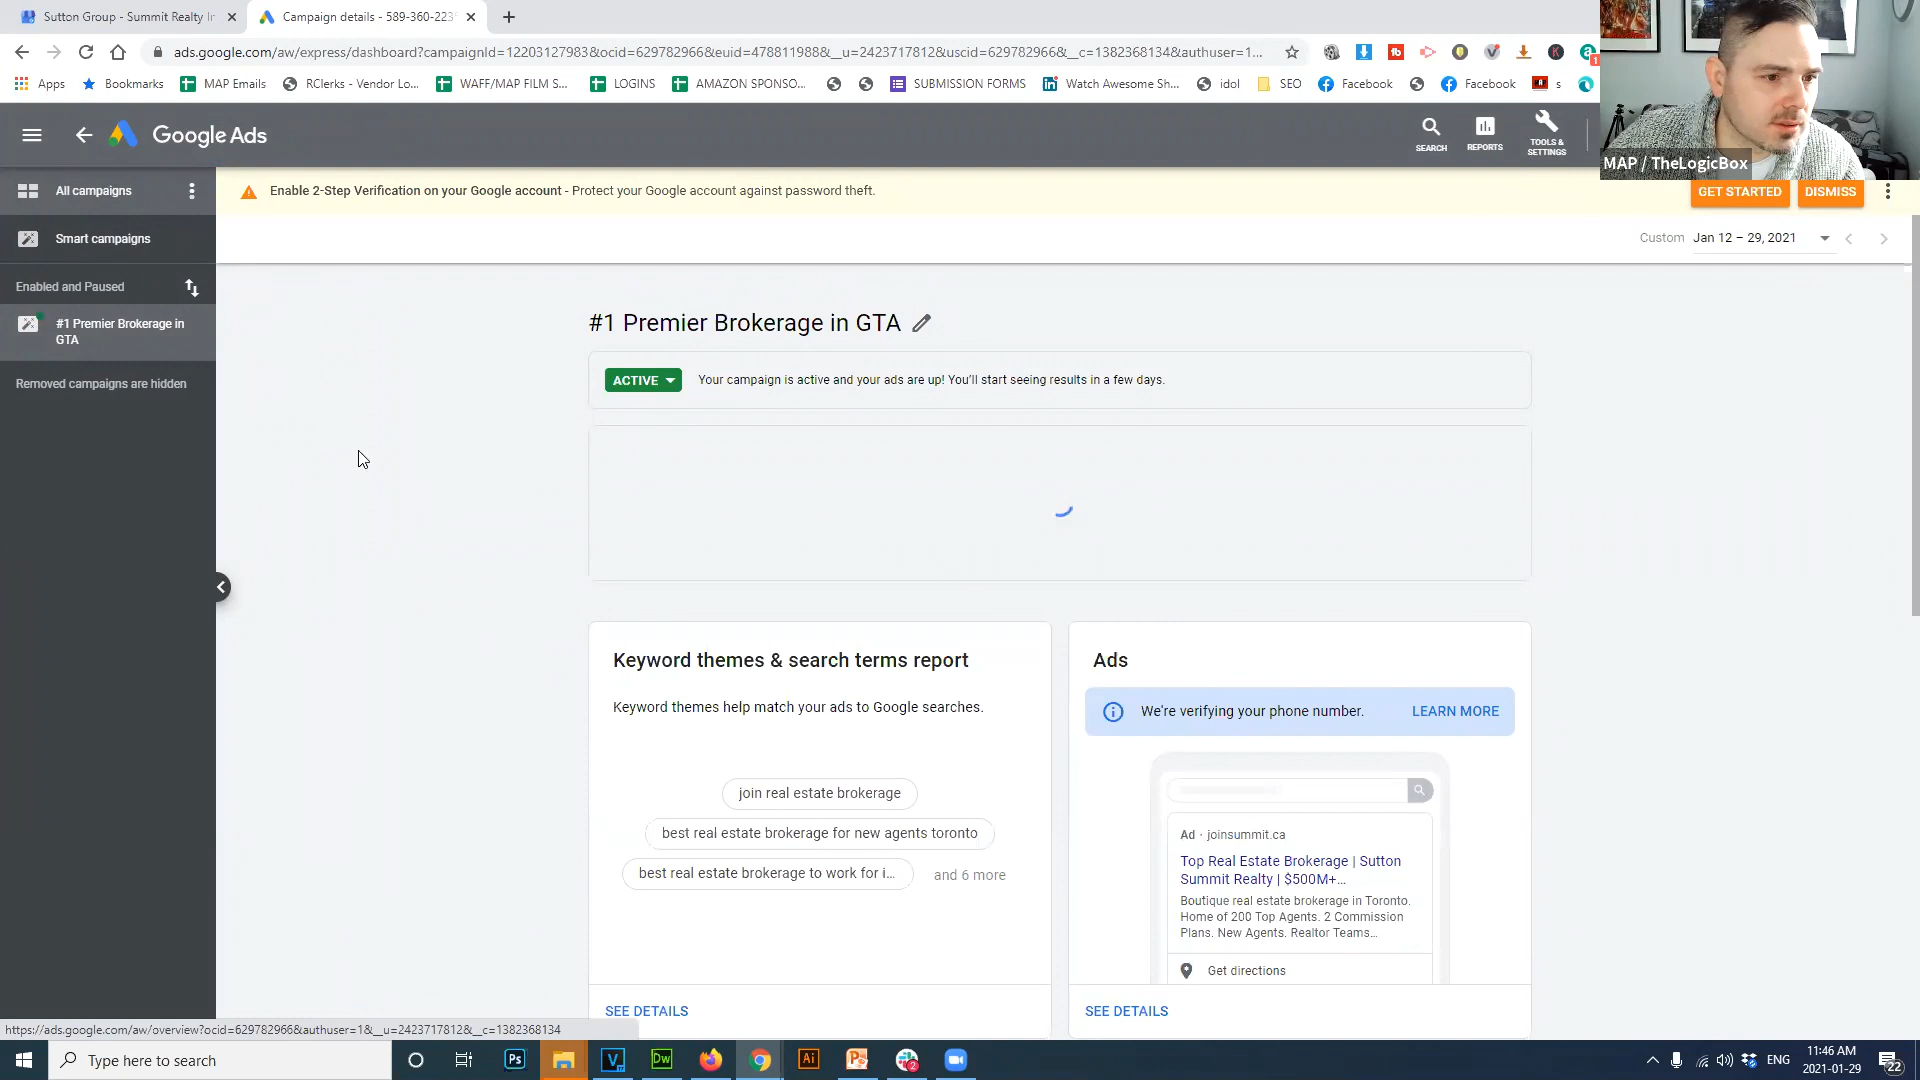 Sutton Group - Summit Realty Ir
Campaign details - 589-360-223
ads.google.com/aw/express/dashboard?campaignId=12203127983&ocid=629782966&euid=478811988&__u=2423717812&uscid=629782966&__c=1382368134&authuser=1...
Apps
Bookmarks
MAP Emails
RClerks - Vendor Lo...
WAFF/MAP FILM S...
LOGINS
AMAZON SPONSO...
SUBMISSION FORMS
Watch Awesome Sh...
idol
SEO
Facebook
Facebook
s
Google Ads
SEARCH
REPORTS
TOOLS &
SETTINGS
MAP / TheLogicBox
All campaigns
Enable 2-Step Verification on your Google account - Protect your Google account against password theft.
GET STARTED
DISMISS
Smart campaigns
Custom Jan 12 – 29, 2021
Enabled and Paused
#1 Premier Brokerage in
GTA
Removed campaigns are hidden
#1 Premier Brokerage in GTA
ACTIVE
Your campaign is active and your ads are up! You'll start seeing results in a few days.
Keyword themes & search terms report
Keyword themes help match your ads to Google searches.
join real estate brokerage
best real estate brokerage for new agents toronto
best real estate brokerage to work for i...
and 6 more
SEE DETAILS
Ads
We're verifying your phone number.
LEARN MORE
Ad · joinsummit.ca
Top Real Estate Brokerage | Sutton
Summit Realty | $500M+...
Boutique real estate brokerage in Toronto.
Home of 200 Top Agents. 2 Commission
Plans. New Agents. Realtor Teams...
Get directions
SEE DETAILS
https://ads.google.com/aw/overview?ocid=629782966&authuser=1&__u=2423717812&__c=1382368134
Type here to search
Ps
V
Dw
Ai
2
ENG
11:46 AM
2021-01-29
22